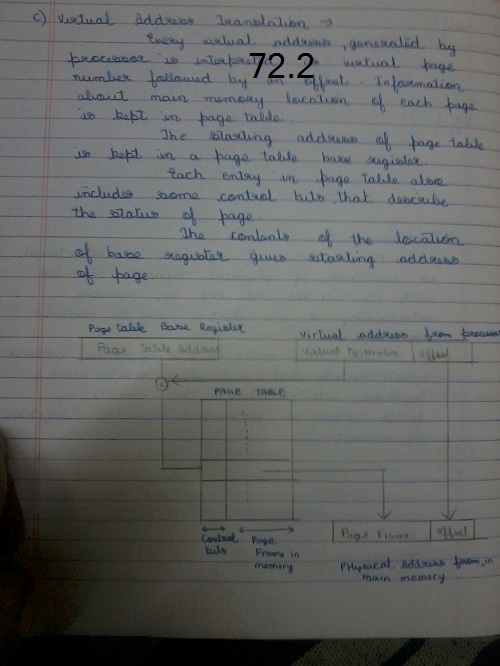 c) Virtual Address Translation →
Every virtual address, generated by
processor is virtual page
72.2
number followed by an offset. Information
about main memory location of each page
is kept in page table.
The starting address of page table
is kept in a page table base register.
Each entry in page table also
includes some control bits that describe
the status of page.
The contents of the location
of base register gives starting address
of page
Page table Base Register
Virtual address from processor
Page table Address
Virtual Pg number
offset
PAGE TABLE
Control
bits
Page
Frame in
memory
Page Frame
offset
Physical Address in
main memory